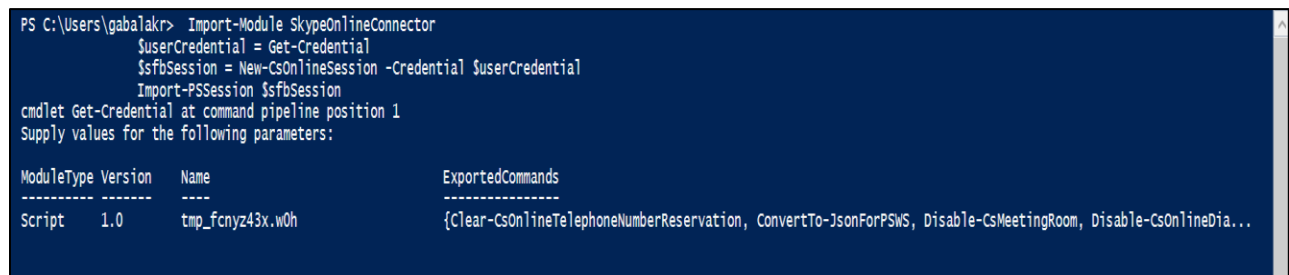 PS C:\Users\gabalakr>  Import-Module SkypeOnlineConnector
$userCredential = Get-Credential
$sfbSession = New-CsOnlineSession -Credential $userCredential
Import-PSSession $sfbSession
cmdlet Get-Credential at command pipeline position 1
Supply values for the following parameters:
ModuleType Version Name ExportedCommands
---------- ------- ---- ----------------
Script 1.0 tmp_fcnyz43x.w0h {Clear-CsOnlineTelephoneNumberReservation, ConvertTo-JsonForPSWS, Disable-CsMeetingRoom, Disable-CsOnlineDia...